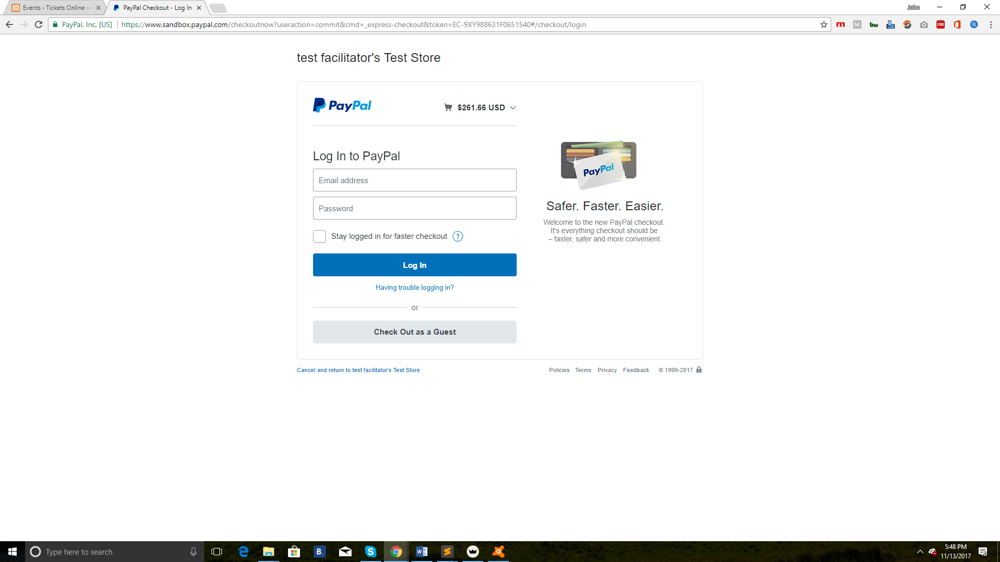 Events ‹ Tickets Online —
PayPal Checkout - Log In
John
PayPal, Inc. [US]
https://www.sandbox.paypal.com/checkoutnow?useraction=commit&cmd=_express-checkout&token=EC-9XY988631F0651540#/checkout/login
m
M
bw
CORS
test facilitator's Test Store
PayPal
$261.66 USD
Log In to PayPal
Email address
Password
Stay logged in for faster checkout
?
Log In
Having trouble logging in?
or
Check Out as a Guest
PayPal
Safer. Faster. Easier.
Welcome to the new PayPal checkout.
It's everything checkout should be
– faster, safer and more convenient.
Cancel and return to test facilitator's Test Store
Policies Terms Privacy Feedback © 1999-2017
Type here to search
B.
5:48 PM
11/13/2017